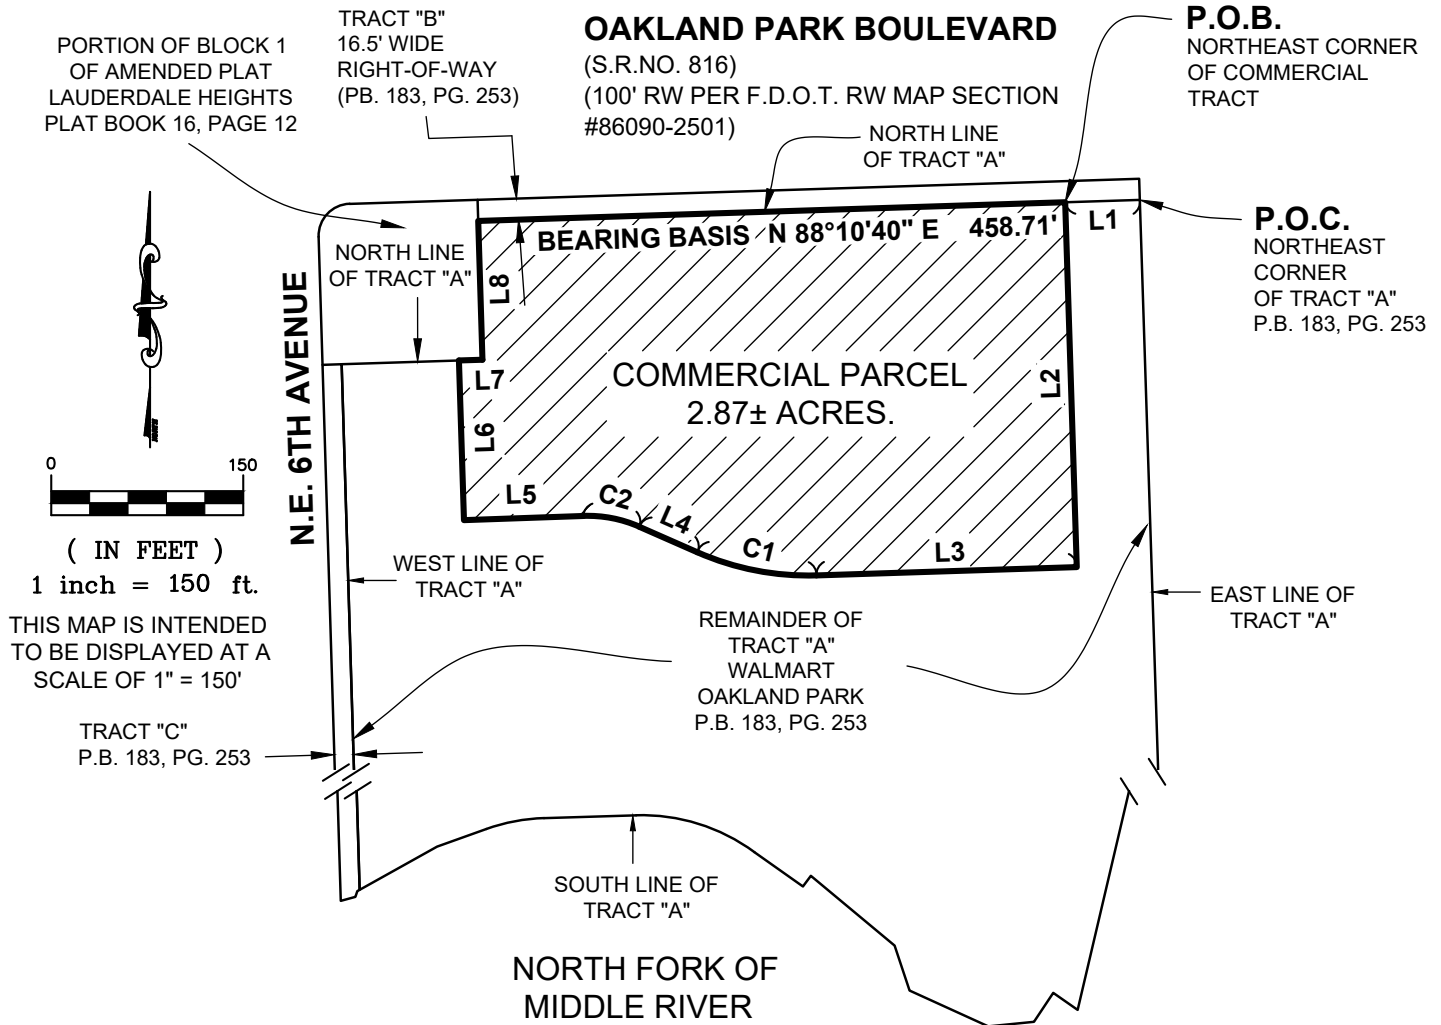 OAKLAND PARK BOULEVARD
(S.R.NO. 816)
(100' RW PER F.D.O.T. RW MAP SECTION
#86090-2501)
PORTION OF BLOCK 1
OF AMENDED PLAT
LAUDERDALE HEIGHTS
PLAT BOOK 16, PAGE 12
TRACT "B"
16.5' WIDE
RIGHT-OF-WAY
(PB. 183, PG. 253)
P.O.B.
NORTHEAST CORNER
OF COMMERCIAL
TRACT
NORTH LINE
OF TRACT "A"
P.O.C.
NORTHEAST
CORNER
OF TRACT "A"
P.B. 183, PG. 253
L1
BEARING BASIS N 88°10'40" E 458.71'
NORTH LINE
OF TRACT "A"
L8
N.E. 6TH AVENUE
COMMERCIAL PARCEL
2.87± ACRES.
L7
L2
L6
L5
C2
L4
C1
L3
0 150
( IN FEET )
1 inch = 150 ft.
THIS MAP IS INTENDED
TO BE DISPLAYED AT A
SCALE OF 1" = 150'
WEST LINE OF
TRACT "A"
EAST LINE OF
TRACT "A"
REMAINDER OF
TRACT "A"
WALMART
OAKLAND PARK
P.B. 183, PG. 253
TRACT "C"
P.B. 183, PG. 253
SOUTH LINE OF
TRACT "A"
NORTH FORK OF
MIDDLE RIVER